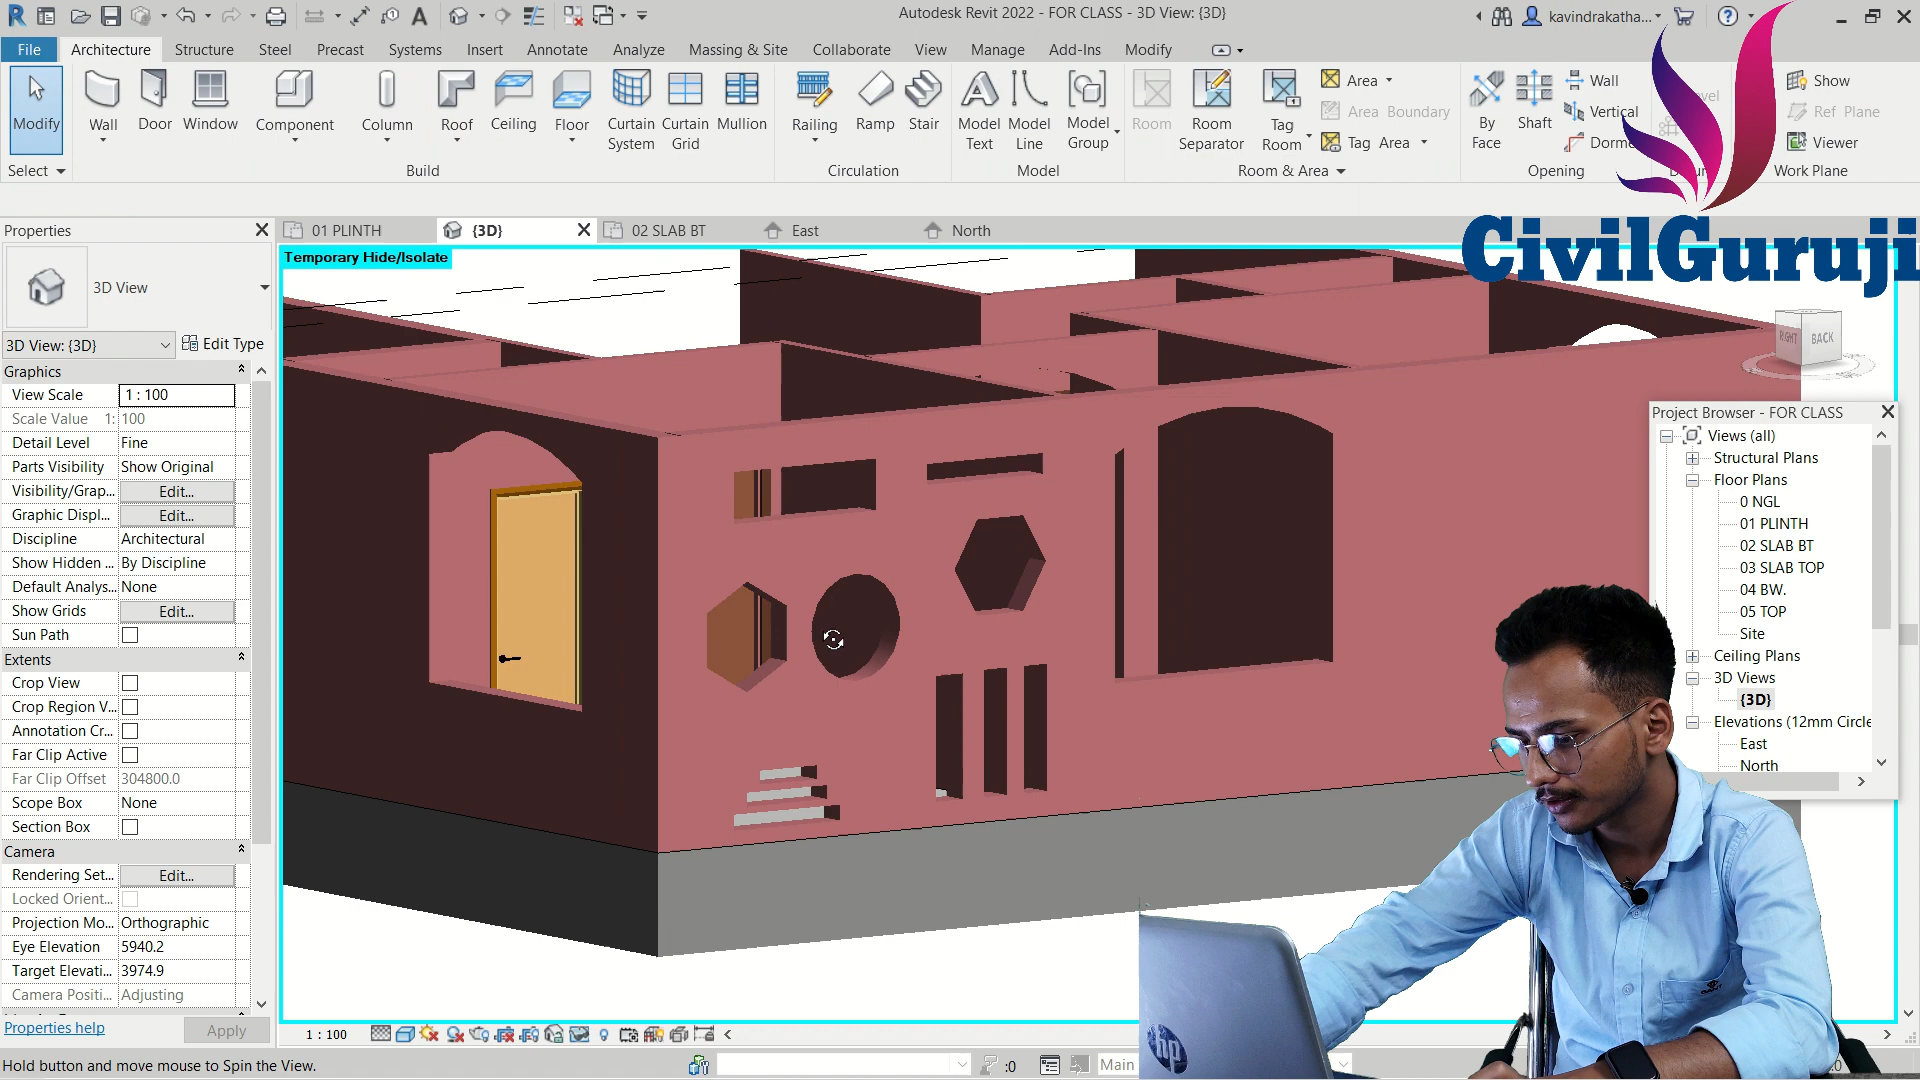 Autodesk Revit 2022 - FOR CLASS - 3D View: {3D}
kavindrakatha...
File Architecture Structure Steel Precast Systems Insert Annotate Analyze Massing & Site Collaborate View Manage Add-Ins Modify
Modify
Wall
Door
Window
Component
Column
Roof
Ceiling
Floor
Curtain System
Curtain Grid
Mullion
Railing
Ramp
Stair
Model Text
Model Line
Model Group
Room
Room Separator
Tag Room
Area
Area Boundary
Tag Area
By Face
Shaft
Wall
Vertical
Show
Ref Plane
Viewer
Select
Build
Circulation
Model
Room & Area
Opening
Work Plane
CivilGuruji
Properties
01 PLINTH
{3D}
02 SLAB BT
East
North
Temporary Hide/Isolate
3D View
3D View: {3D}
Edit Type
Graphics
View Scale 1 : 100
Scale Value 1: 100
Detail Level Fine
Parts Visibility Show Original
Visibility/Grap... Edit...
Graphic Displ... Edit...
Discipline Architectural
Show Hidden ... By Discipline
Default Analys... None
Show Grids Edit...
Sun Path
Extents
Crop View
Crop Region V...
Annotation Cr...
Far Clip Active
Far Clip Offset 304800.0
Scope Box None
Section Box
Camera
Rendering Set... Edit...
Locked Orient...
Projection Mo... Orthographic
Eye Elevation 5940.2
Target Elevati... 3974.9
Camera Positi... Adjusting
Properties help
Apply
RIGHT
BACK
Project Browser - FOR CLASS
Views (all)
Structural Plans
Floor Plans
0 NGL
01 PLINTH
02 SLAB BT
03 SLAB TOP
04 BW.
05 TOP
Site
Ceiling Plans
3D Views
{3D}
Elevations (12mm Circle
East
North
1 : 100
hp
Hold button and move mouse to Spin the View.
:0
Main